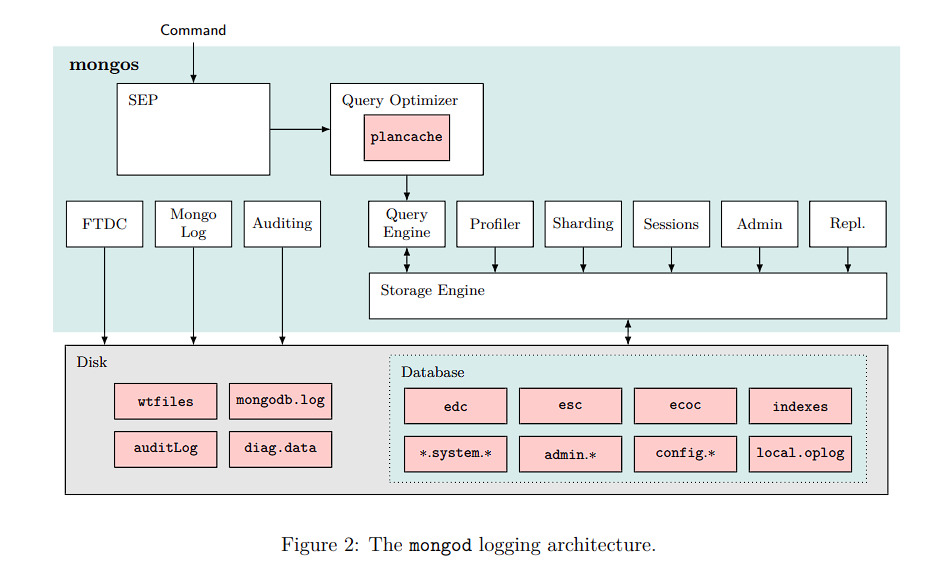 Command
mongos
SEP
Query Optimizer
plancache
FTDC
Mongo
Log
Auditing
Query
Engine
Profiler
Sharding
Sessions
Admin
Repl.
Storage Engine
Disk
wtfiles
mongodb.log
auditLog
diag.data
Database
edc
esc
ecoc
indexes
*.system.*
admin.*
config.*
local.oplog
Figure 2: The mongod logging architecture.